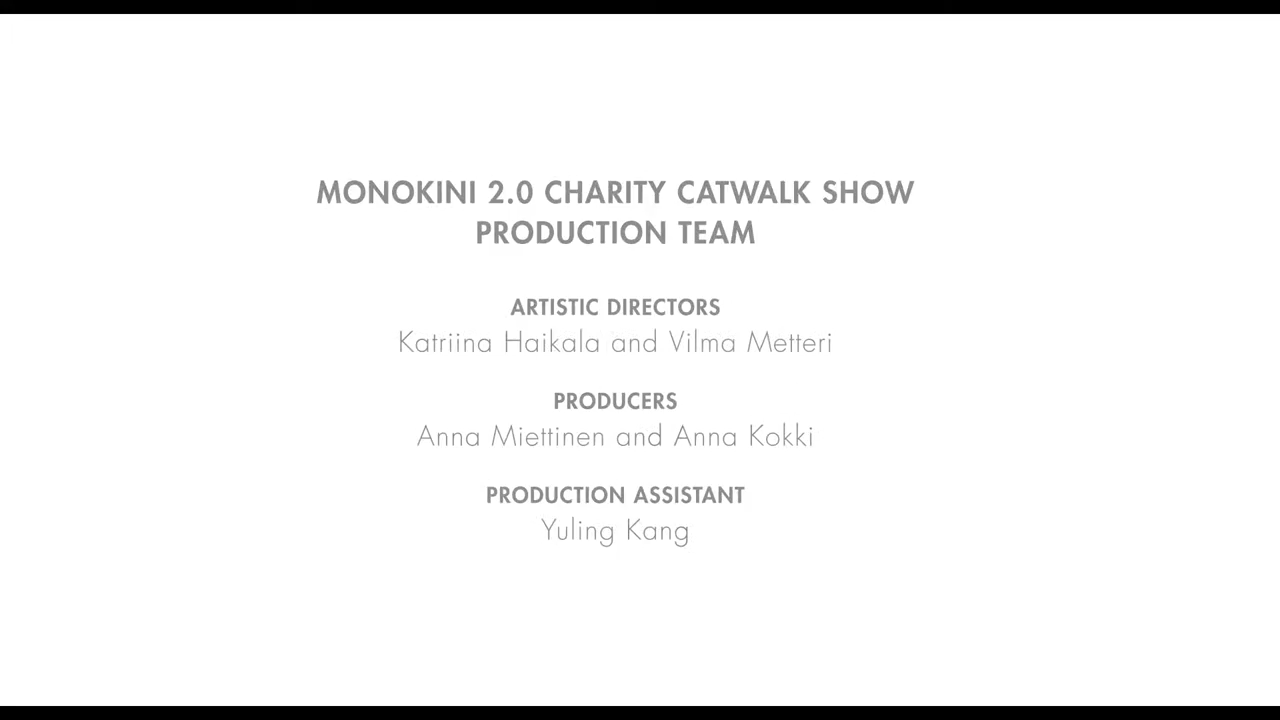 MONOKINI 2.0 CHARITY CATWALK SHOW
PRODUCTION TEAM
ARTISTIC DIRECTORS
Katriina Haikala and Vilma Metteri
PRODUCERS
Anna Miettinen and Anna Kokki
PRODUCTION ASSISTANT
Yuling Kang